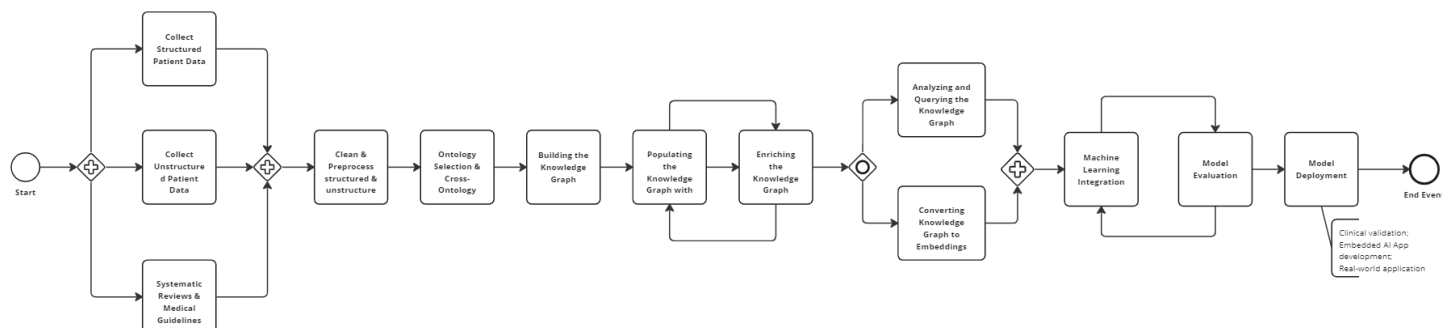 Start
Collect
Structured
Patient Data
Collect
Unstructure
d Patient
Data
Systematic
Reviews &
Medical
Guidelines
Clean &
Preprocess
structured &
unstructure
Ontology
Selection &
Cross-
Ontology
Building the
Knowledge
Graph
Populating
the
Knowledge
Graph with
Enriching
the
Knowledge
Graph
Analyzing and
Querying the
Knowledge
Graph
Converting
Knowledge
Graph to
Embeddings
Machine
Learning
Integration
Model
Evaluation
Model
Deployment
Clinical validation;
Embedded AI App
development;
Real-world application
End Event